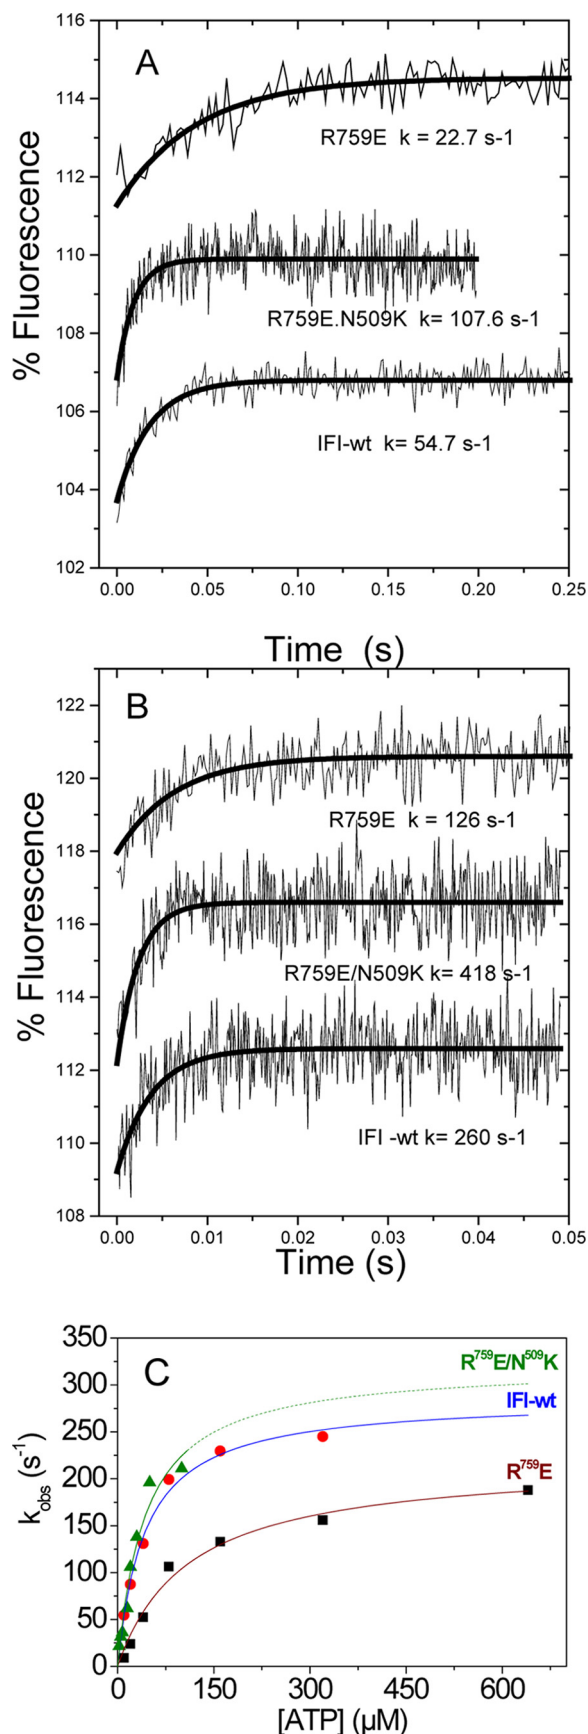 116
A
114
R759E k = 22.7 s-1
112
% Fluorescence
110
R759E.N509K k= 107.6 s-1
108
106
IFI-wt k= 54.7 s-1
104
102
0.00 0.05 0.10 0.15 0.20 0.25
Time (s)
122
B
120
R759E k = 126 s-1
118
% Fluorescence
116
R759E/N509K k= 418 s-1
114
112
IFI -wt k= 260 s-1
110
108
0.00 0.01 0.02 0.03 0.04 0.05
Time (s)
350
C
R⁷⁵⁹E/N⁵⁰⁹K
300
IFI-wt
250
R⁷⁵⁹E
200
k_obs (s⁻¹)
150
100
50
0
0 150 300 450 600
[ATP] (µM)